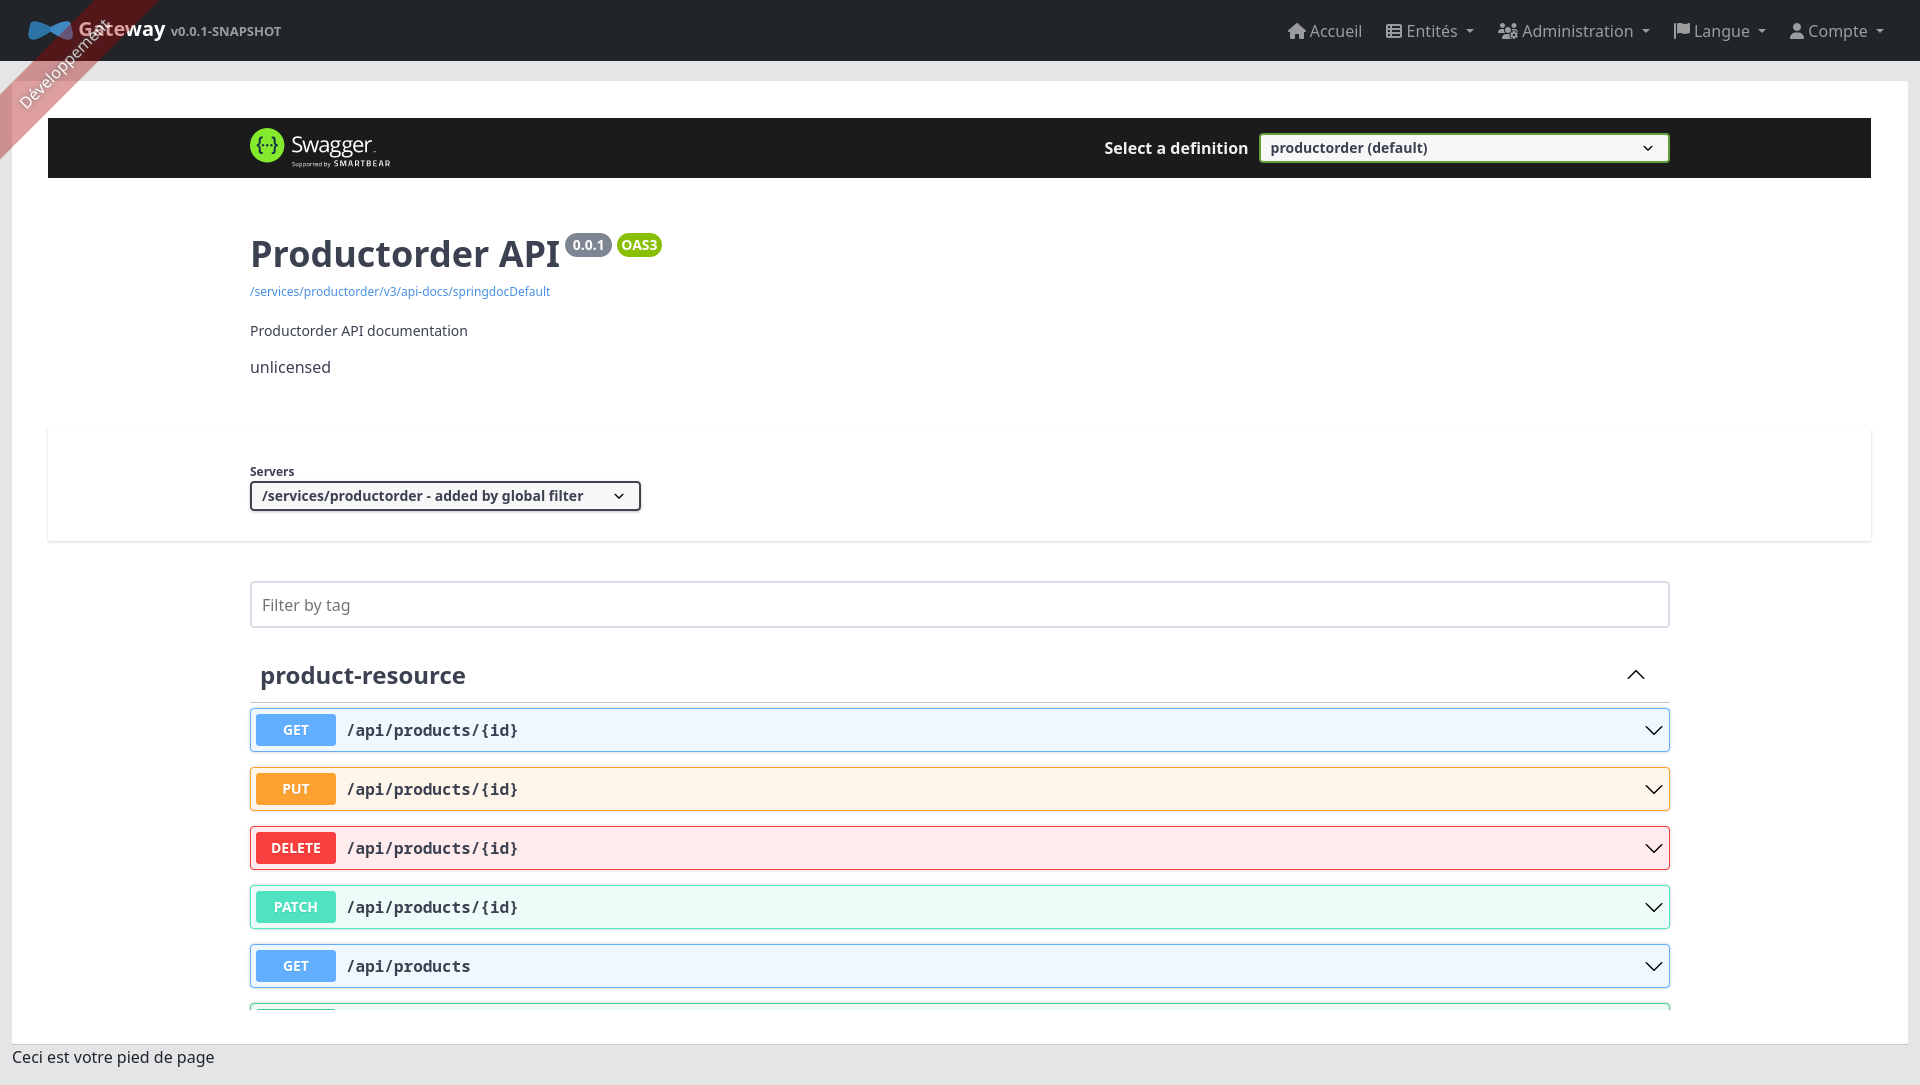 Gateway v0.0.1-SNAPSHOT
Accueil Entités Administration Langue Compte
Développement
Swagger
Supported by SMARTBEAR
Select a definition productorder (default)
Productorder API 0.0.1 OAS3
/services/productorder/v3/api-docs/springdocDefault
Productorder API documentation
unlicensed
Servers
/services/productorder - added by global filter
Filter by tag
product-resource
GET /api/products/{id}
PUT /api/products/{id}
DELETE /api/products/{id}
PATCH /api/products/{id}
GET /api/products
Ceci est votre pied de page